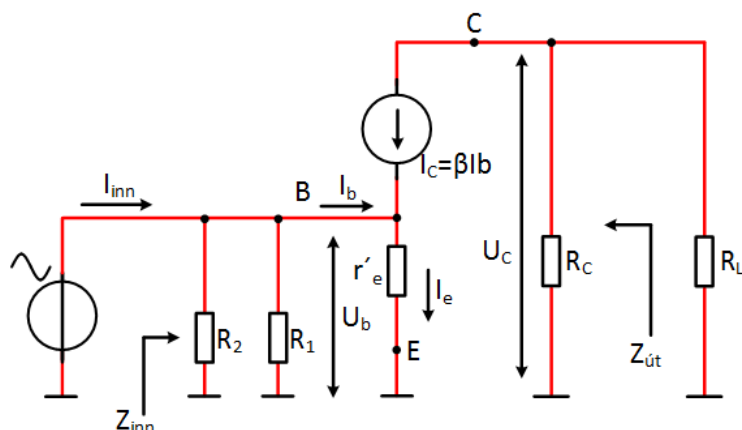 C
I_C=βIb
I_inn
B
I_b
U_C
R_C
R_L
r´_e
I_e
R_2
R_1
U_b
E
Z_út
Z_inn